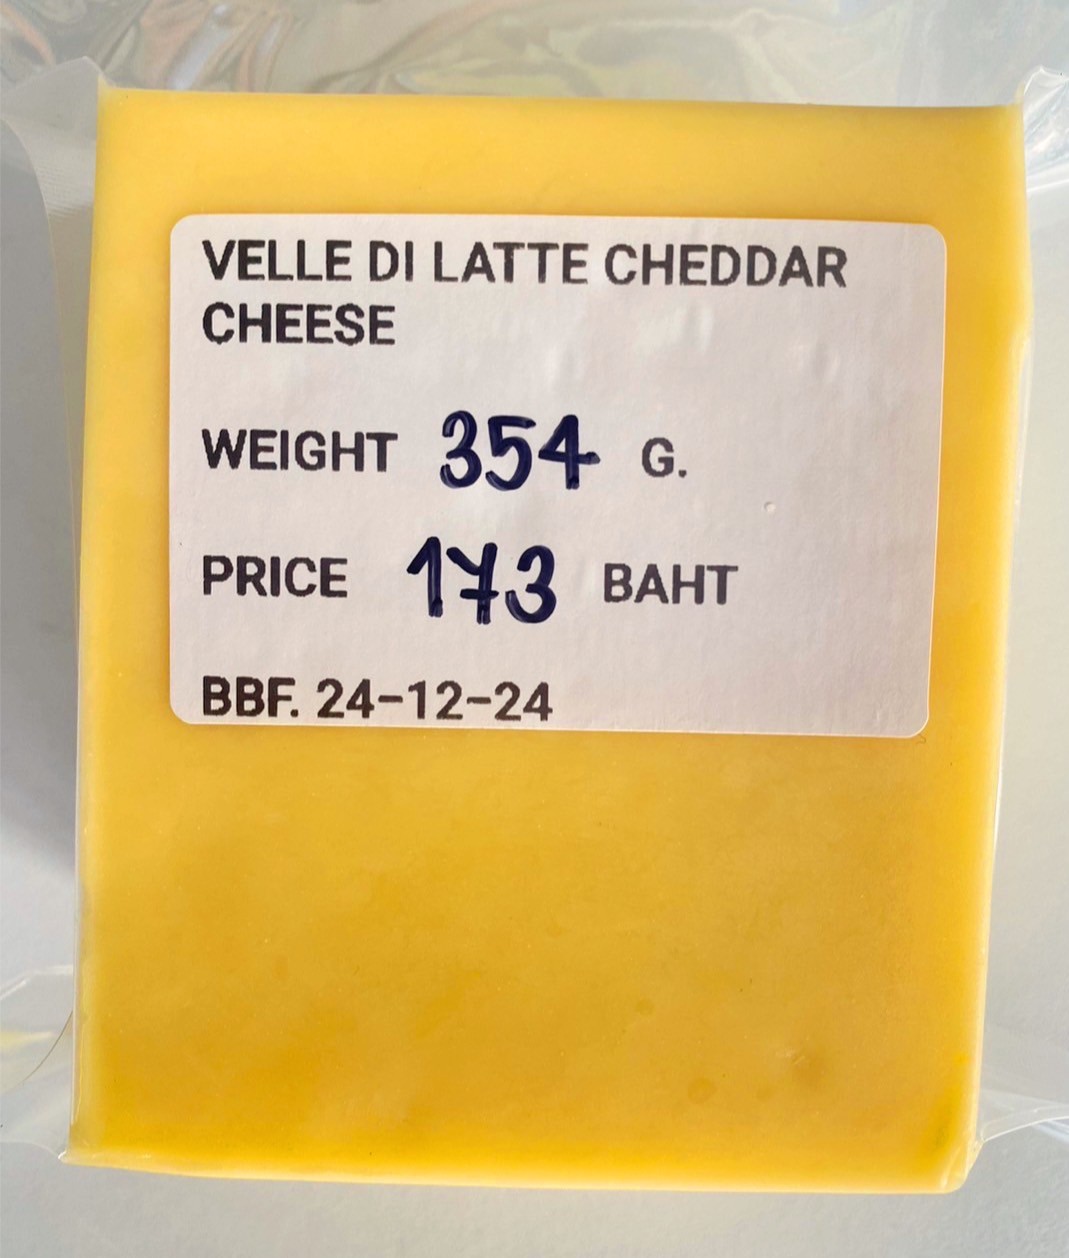 VELLE DI LATTE CHEDDAR
CHEESE
WEIGHT 354 G.
PRICE 173 BAHT
BBF. 24-12-24